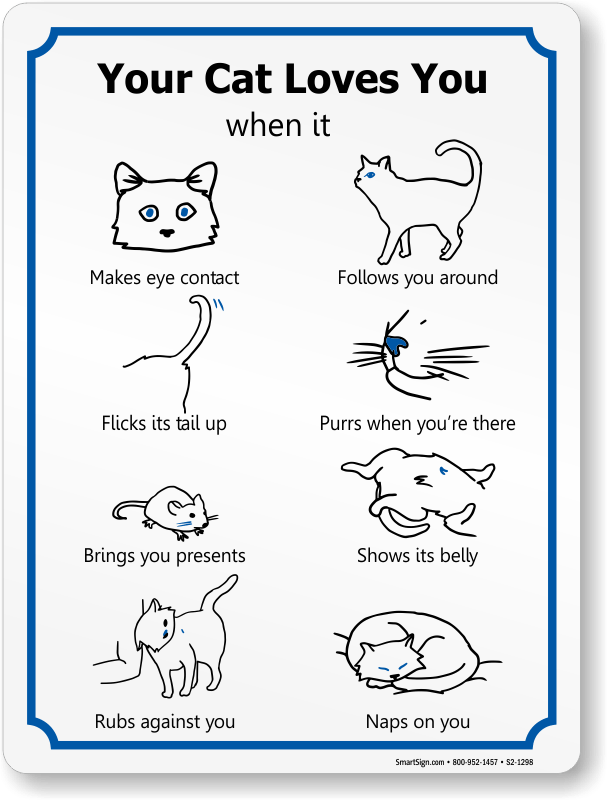 Your Cat Loves You
when it
Makes eye contact
Follows you around
Flicks its tail up
Purrs when you're there
Brings you presents
Shows its belly
Rubs against you
Naps on you
SmartSign.com • 800-952-1457 • S2-1298